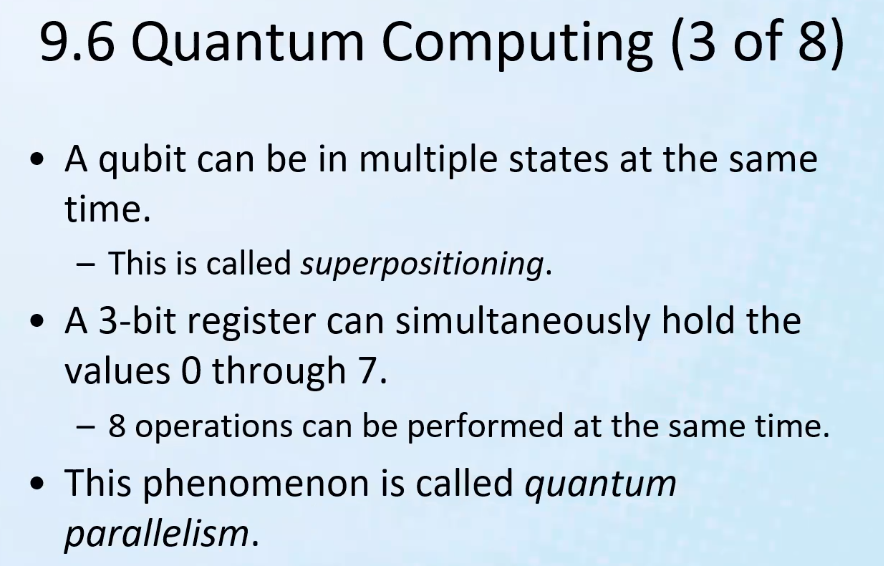 9.6 Quantum Computing (3 of 8)
• A qubit can be in multiple states at the same
time.
– This is called superpositioning.
• A 3-bit register can simultaneously hold the
values 0 through 7.
– 8 operations can be performed at the same time.
• This phenomenon is called quantum
parallelism.